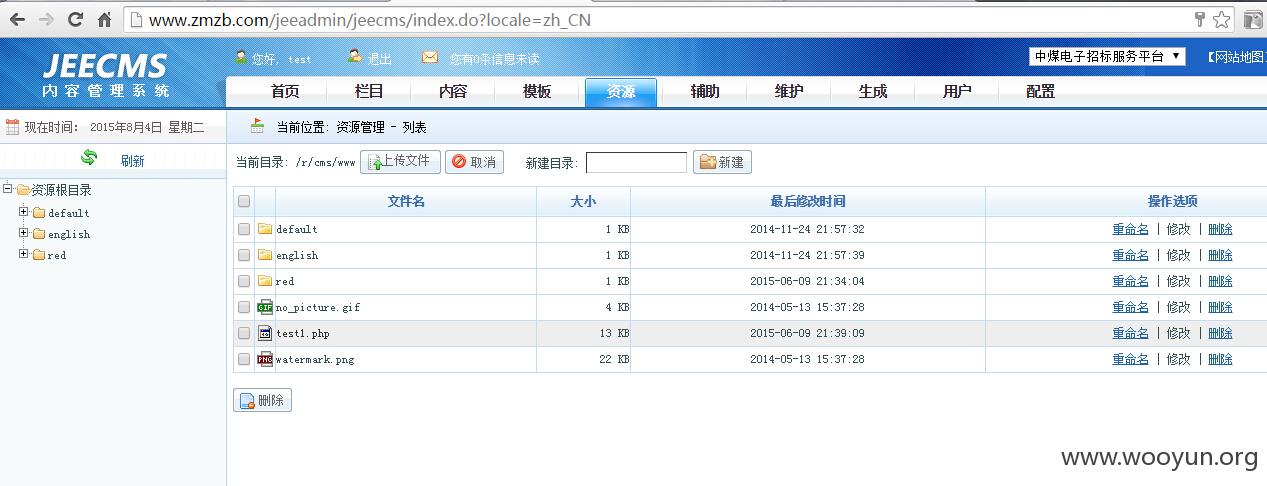 www.zmzb.com/jeeadmin/jeecms/index.do?locale=zh_CN
JEECMS
内容管理系统
您好, test 退出 您有0条信息未读 中煤电子招标服务平台 【网站地图】
首页 栏目 内容 模板 资源 辅助 维护 生成 用户 配置
现在时间： 2015年8月4日 星期二
当前位置: 资源管理 - 列表
刷新
当前目录: /r/cms/www 上传文件 取消 新建目录: 新建
资源根目录
default
english
red
文件名 大小 最后修改时间 操作选项
default 1 KB 2014-11-24 21:57:32 重命名 | 修改 | 删除
english 1 KB 2014-11-24 21:57:39 重命名 | 修改 | 删除
red 1 KB 2015-06-09 21:34:04 重命名 | 修改 | 删除
GIF no_picture.gif 4 KB 2014-05-13 15:37:28 重命名 | 修改 | 删除
test1.php 13 KB 2015-06-09 21:39:09 重命名 | 修改 | 删除
PNG watermark.png 22 KB 2014-05-13 15:37:28 重命名 | 修改 | 删除
删除
www.wooyun.org